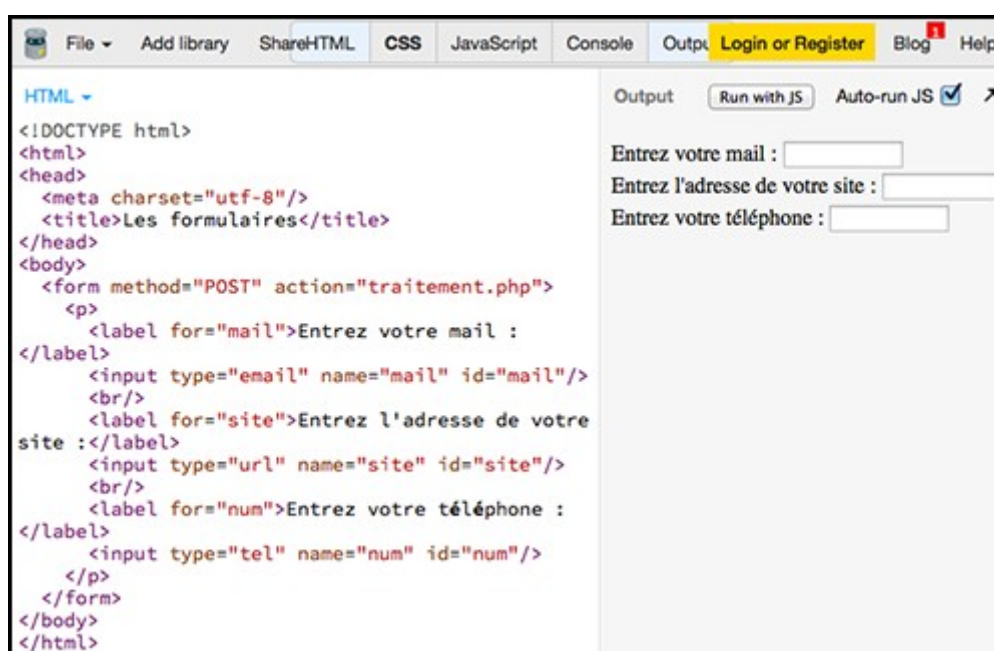 File Add library ShareHTML CSS JavaScript Console Outpu Login or Register Blog 1 Help
HTML
<!DOCTYPE html>
<html>
<head>
<meta charset="utf-8"/>
<title>Les formulaires</title>
</head>
<body>
<form method="POST" action="traitement.php">
<p>
<label for="mail">Entrez votre mail :
</label>
<input type="email" name="mail" id="mail"/>
<br/>
<label for="site">Entrez l'adresse de votre
site :</label>
<input type="url" name="site" id="site"/>
<br/>
<label for="num">Entrez votre téléphone :
</label>
<input type="tel" name="num" id="num"/>
</p>
</form>
</body>
</html>
Output Run with JS Auto-run JS
Entrez votre mail :
Entrez l'adresse de votre site :
Entrez votre téléphone :